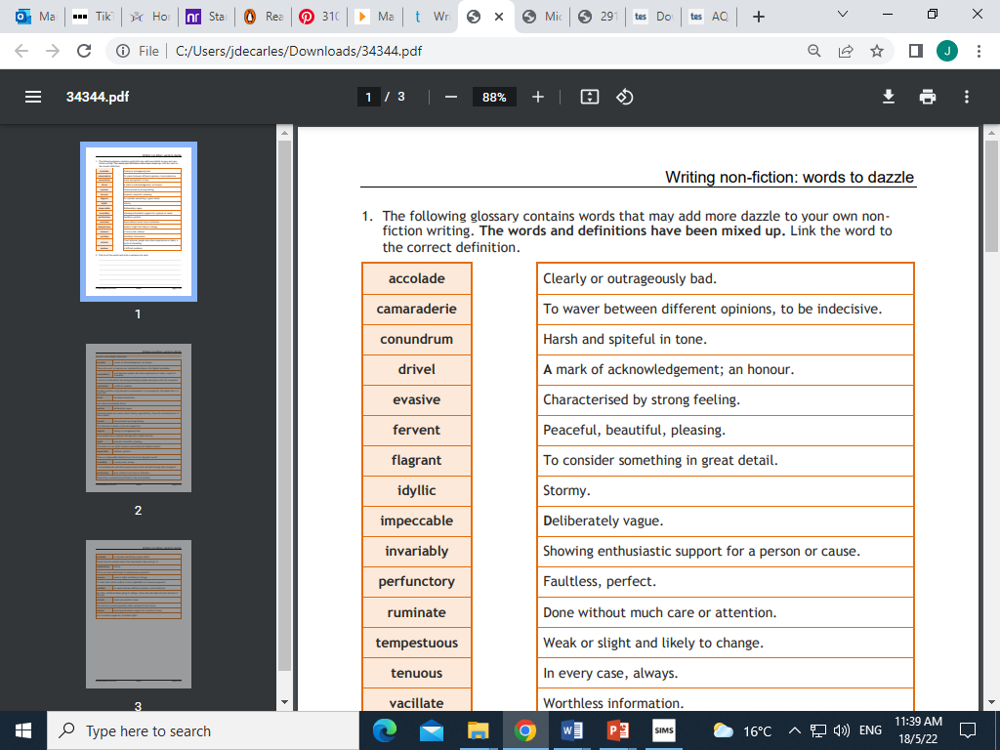 Ma
TikT
Ho
Sta
Rea
310
Ma
Wr
Mic
291
Do
AQ
File
C:/Users/jdecarles/Downloads/34344.pdf
J
34344.pdf
1 / 3
88%
1
2
3
Writing non-fiction: words to dazzle
1. The following glossary contains words that may add more dazzle to your own non-
fiction writing. The words and definitions have been mixed up. Link the word to
the correct definition.
accolade Clearly or outrageously bad.
camaraderie To waver between different opinions, to be indecisive.
conundrum Harsh and spiteful in tone.
drivel A mark of acknowledgement; an honour.
evasive Characterised by strong feeling.
fervent Peaceful, beautiful, pleasing.
flagrant To consider something in great detail.
idyllic Stormy.
impeccable Deliberately vague.
invariably Showing enthusiastic support for a person or cause.
perfunctory Faultless, perfect.
ruminate Done without much care or attention.
tempestuous Weak or slight and likely to change.
tenuous In every case, always.
vacillate Worthless information.
Type here to search
SIMS
16°C
ENG
11:39 AM
18/5/22